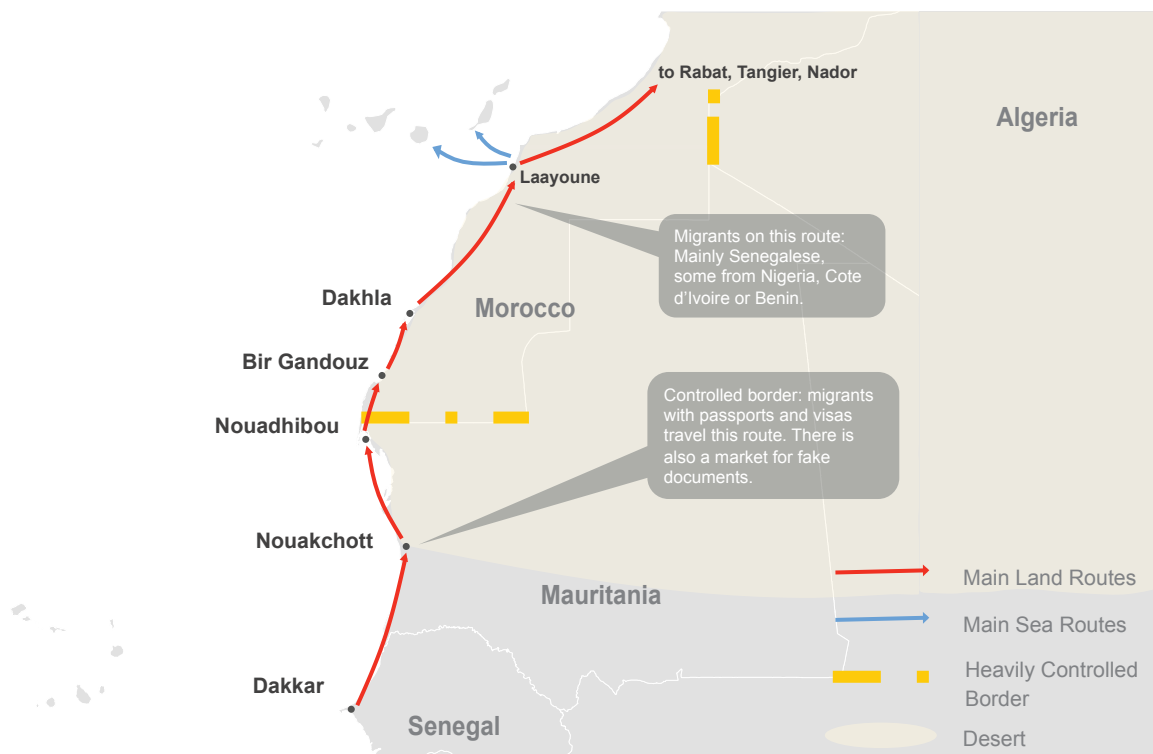 to Rabat, Tangier, Nador
Algeria
Laayoune
Migrants on this route:
Mainly Senegalese,
some from Nigeria, Cote
d’Ivoire or Benin.
Dakhla
Morocco
Bir Gandouz
Controlled border: migrants
with passports and visas
travel this route. There is
also a market for fake
documents.
Nouadhibou
Nouakchott
Main Land Routes
Mauritania
Main Sea Routes
Heavily Controlled
Border
Dakkar
Senegal
Desert